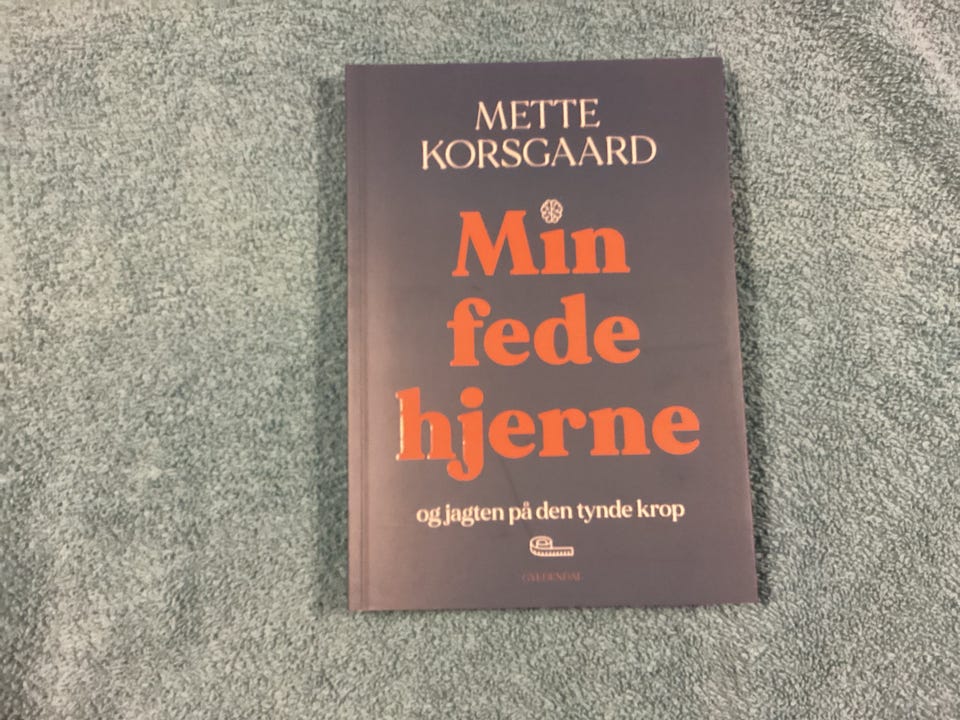 METTE
KORSGAARD
Min
fede
hjerne
og jagten på den tynde krop
GYLDENDAL